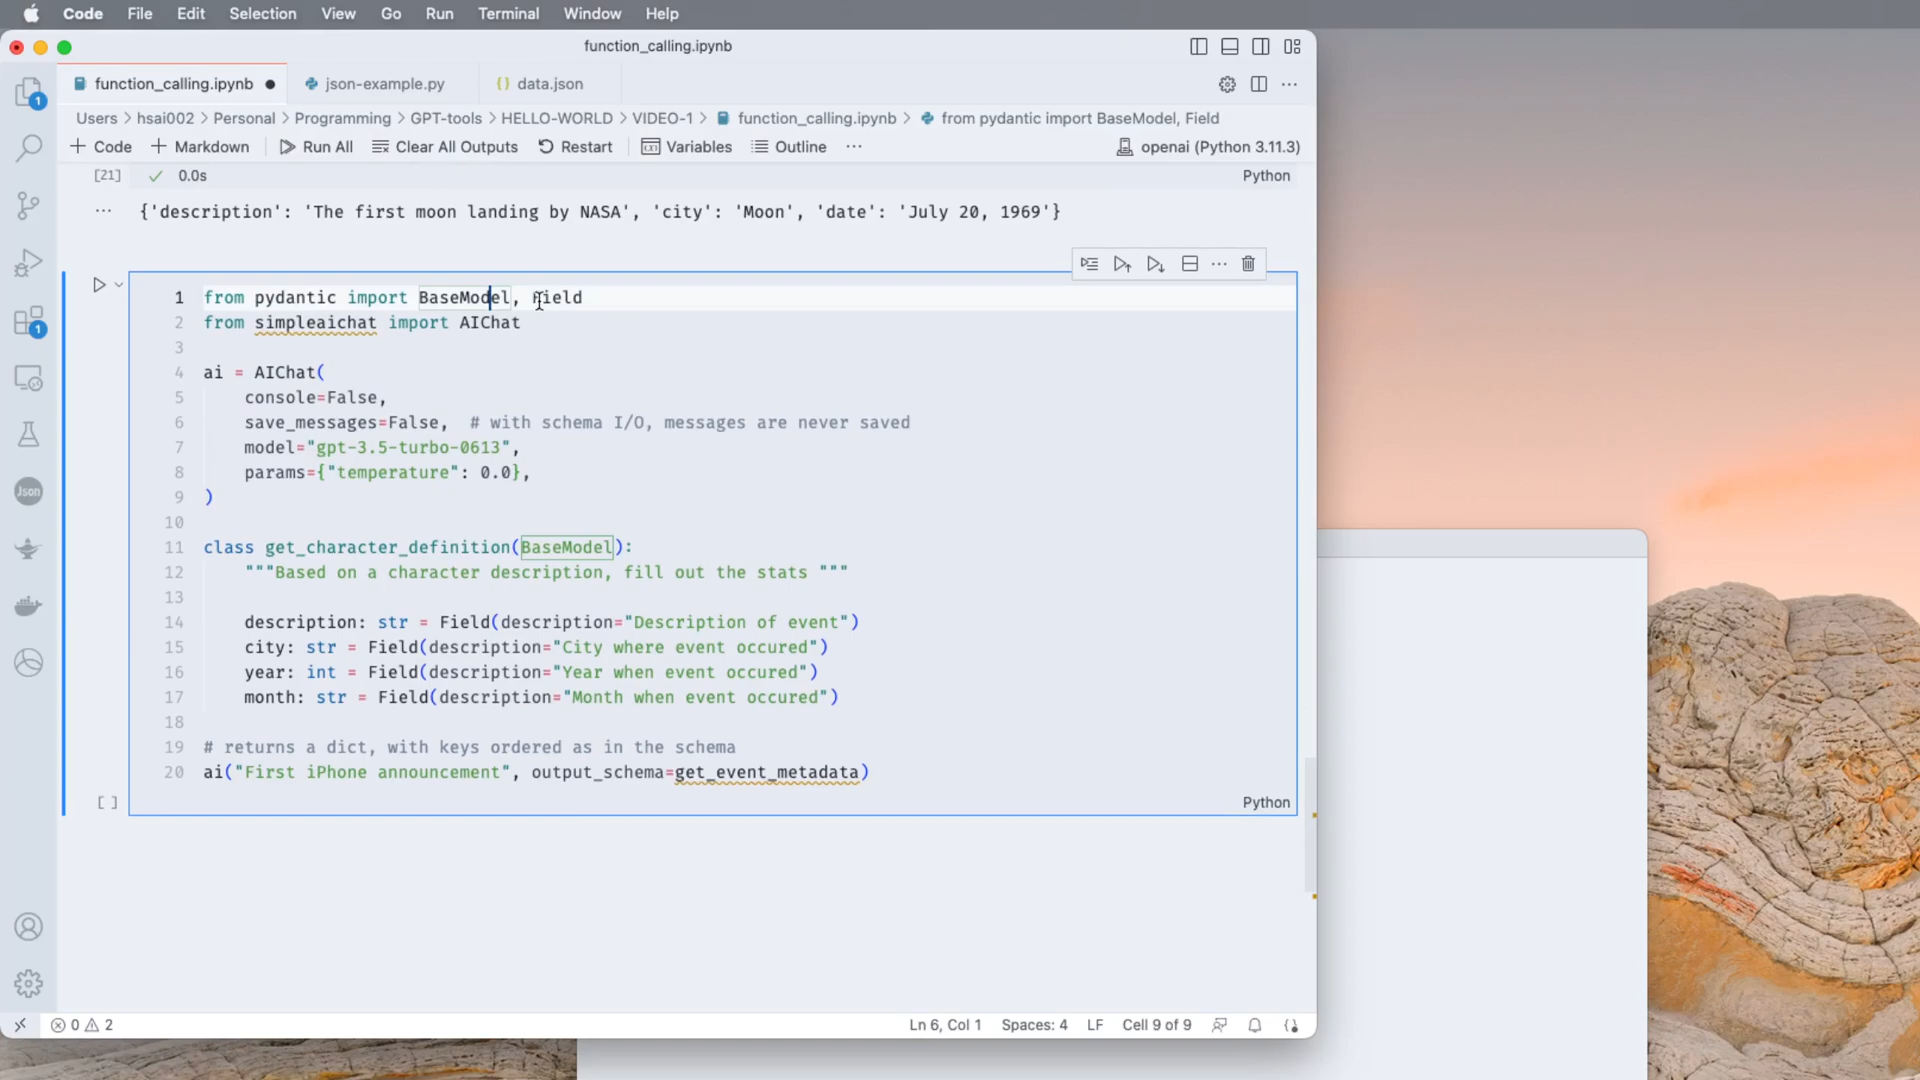 Code File Edit Selection View Go Run Terminal Window Help
function_calling.ipynb
function_calling.ipynb json-example.py data.json
Users > hsai002 > Personal > Programming > GPT-tools > HELLO-WORLD > VIDEO-1 > function_calling.ipynb > from pydantic import BaseModel, Field
+ Code + Markdown Run All Clear All Outputs Restart Variables Outline ··· openai (Python 3.11.3)
[21] 0.0s Python
··· {'description': 'The first moon landing by NASA', 'city': 'Moon', 'date': 'July 20, 1969'}
1 from pydantic import BaseModel, Field
2 from simpleaichat import AIChat
3
4 ai = AIChat(
5 console=False,
6 save_messages=False, # with schema I/O, messages are never saved
7 model="gpt-3.5-turbo-0613",
8 params={"temperature": 0.0},
9 )
10
11 class get_character_definition(BaseModel):
12 """Based on a character description, fill out the stats """
13
14 description: str = Field(description="Description of event")
15 city: str = Field(description="City where event occured")
16 year: int = Field(description="Year when event occured")
17 month: str = Field(description="Month when event occured")
18
19 # returns a dict, with keys ordered as in the schema
20 ai("First iPhone announcement", output_schema=get_event_metadata)
[ ] Python
1
1
Json
0 2 Ln 6, Col 1 Spaces: 4 LF Cell 9 of 9